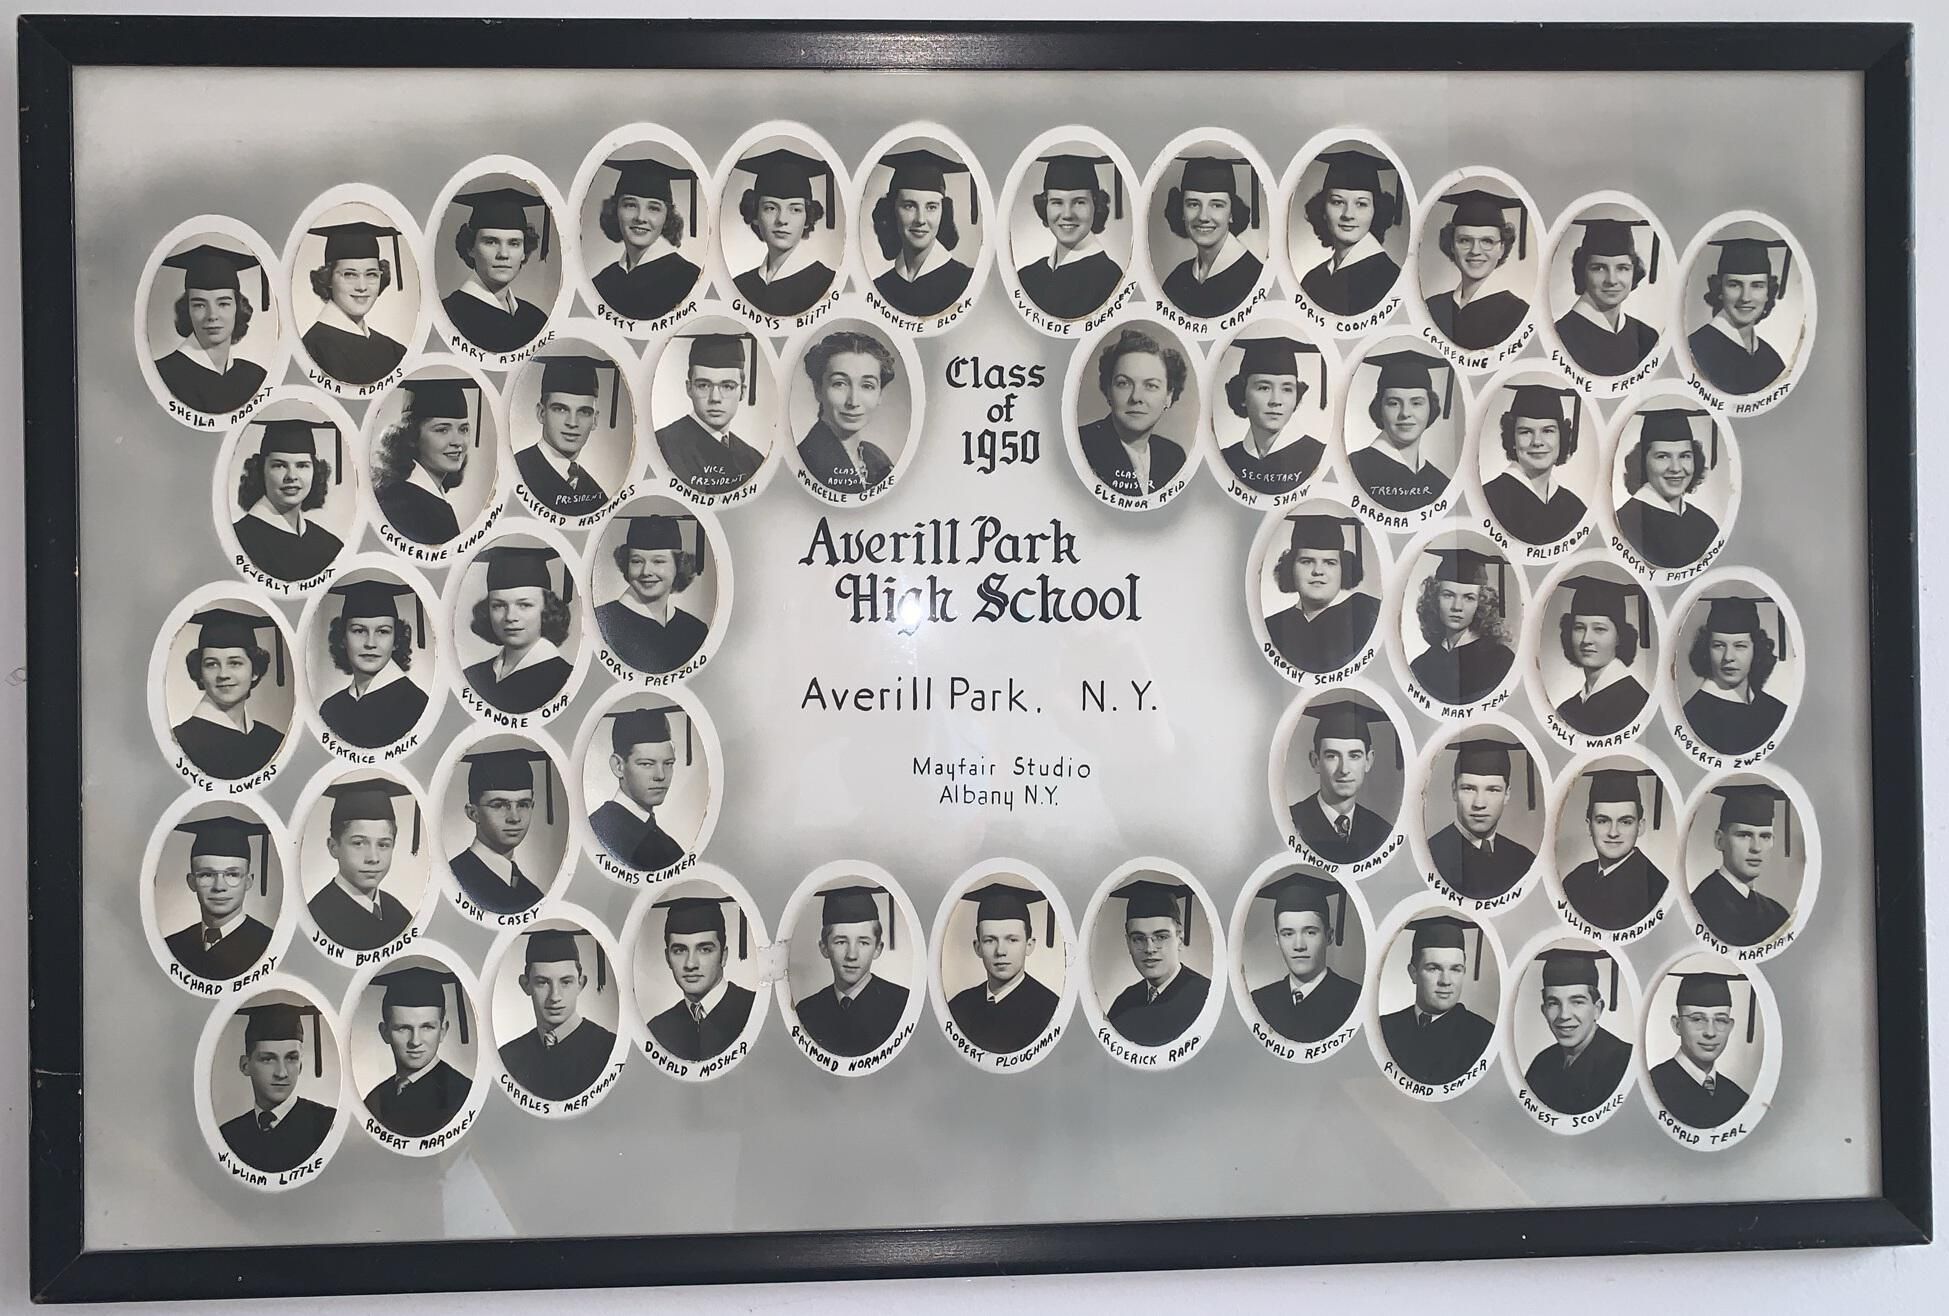 SHEILA ABBOTT
LURA ADAMS
MARY ASHLINE
BETTY ARTHUR
GLADYS BIITTIG
ANTONETTE BLOCK
ELFRIEDE BUERGERT
BARBARA CARNER
DORIS COONRADT
CATHERINE FIELDS
ELAINE FRENCH
JOANNE HANCHETT
BEVERLY HUNT
CATHERINE LINDMAN
PRESIDENT
CLIFFORD HASTINGS
VICE
PRESIDENT
DONALD NASH
CLASS
ADVISOR
MARCELLE GENLE
Class
of
1950
CLASS
ADVISOR
ELEANOR REID
SECRETARY
JOAN SHAW
TREASURER
BARBARA SICA
OLGA PALIBRODA
DOROTHY PATTERSON
Averill Park
High School
Averill Park, N.Y.
Mayfair Studio
Albany N.Y.
JOYCE LOWERS
BEATRICE MALIK
ELEANORE OHR
DORIS PAETZOLD
DOROTHY SCHREINER
ANNA MARY TEAL
SALLY WARREN
ROBERTA ZWEIG
RICHARD BERRY
JOHN BURRIDGE
JOHN CASEY
THOMAS CLINKER
RAYMOND DIAMOND
HENRY DEVLIN
WILLIAM HARDING
DAVID KARPIAK
WILLIAM LITTLE
ROBERT MARONEY
CHARLES MERCHANT
DONALD MOSHER
RAYMOND NORMANDIN
ROBERT PLOUGHMAN
FREDERICK RAPP
RONALD RESCOTT
RICHARD SENTER
ERNEST SCOVILLE
RONALD TEAL